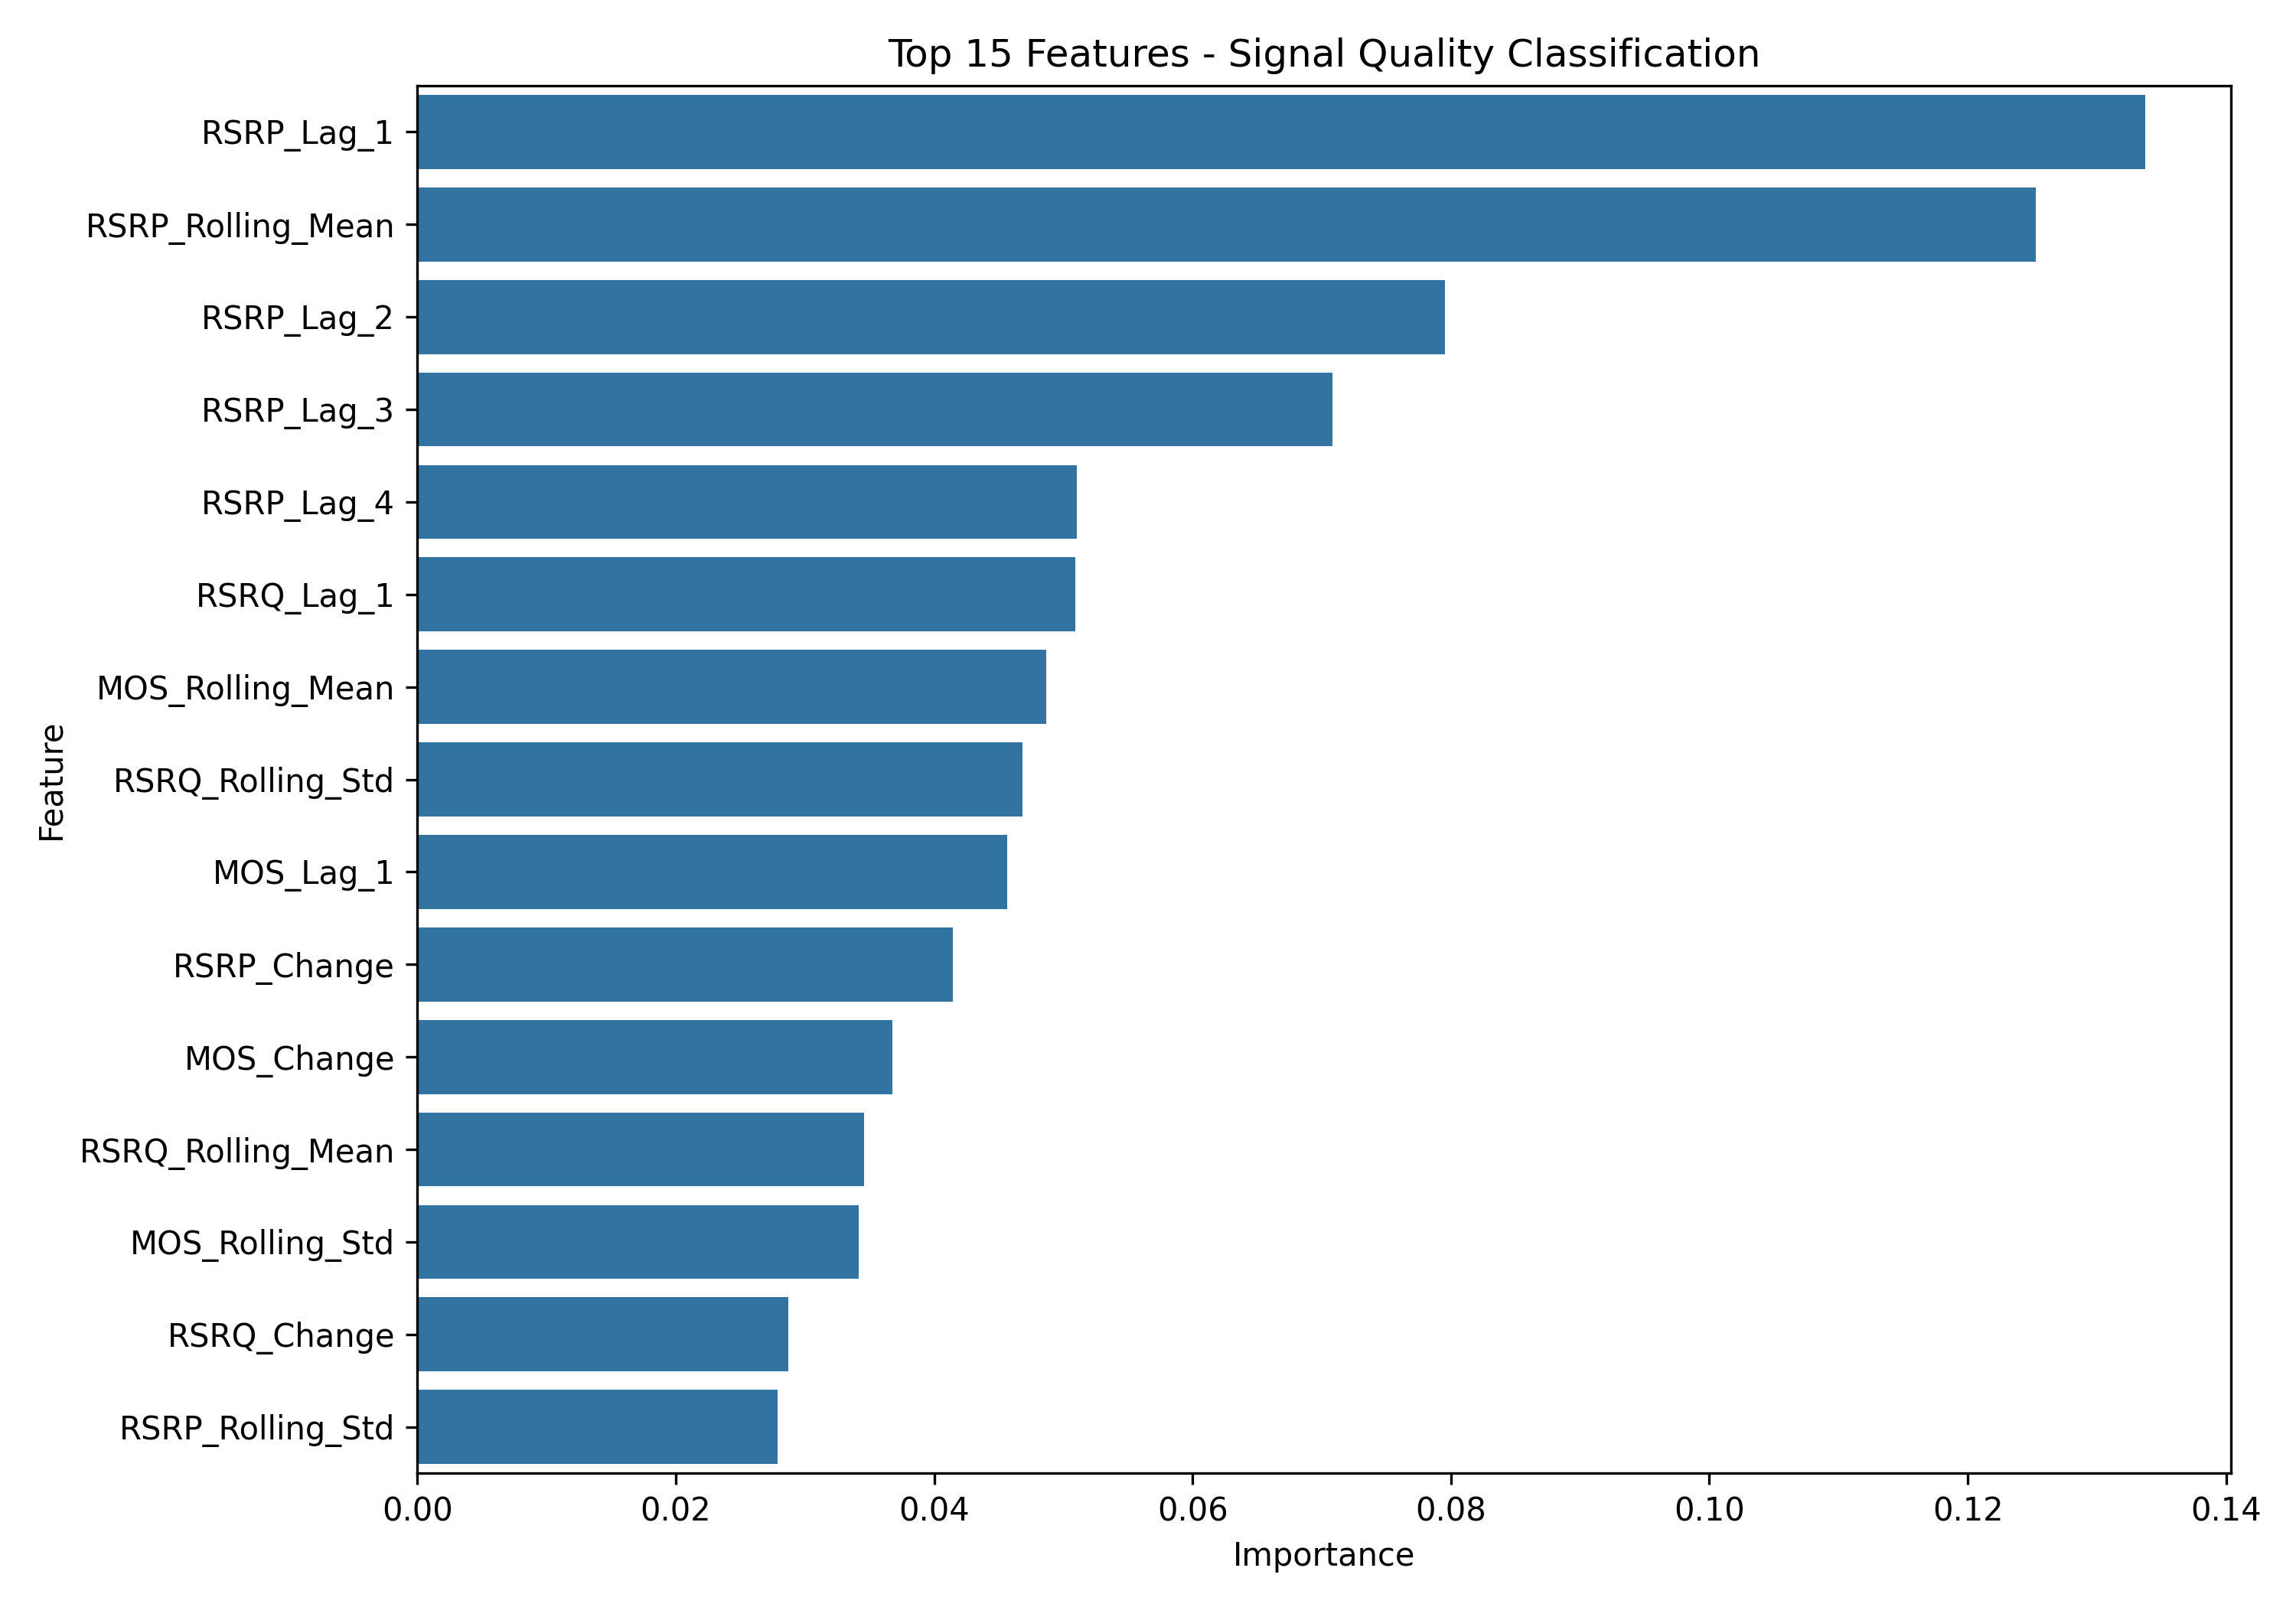 Top 15 Features - Signal Quality Classification
RSRP_Lag_1
RSRP_Rolling_Mean
RSRP_Lag_2
RSRP_Lag_3
RSRP_Lag_4
RSRQ_Lag_1
MOS_Rolling_Mean
RSRQ_Rolling_Std
MOS_Lag_1
RSRP_Change
MOS_Change
RSRQ_Rolling_Mean
MOS_Rolling_Std
RSRQ_Change
RSRP_Rolling_Std
Feature
0.00 0.02 0.04 0.06 0.08 0.10 0.12 0.14
Importance